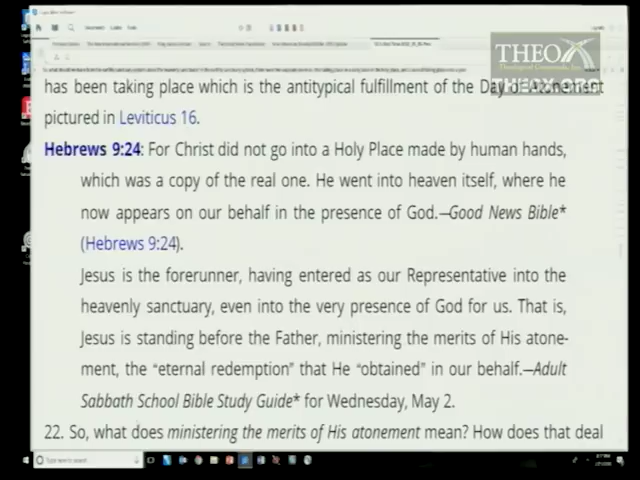 THEOX
THEOX.ORG
has been taking place which is the antitypical fulfillment of the Day of Atonement
pictured in Leviticus 16.
Hebrews 9:24: For Christ did not go into a Holy Place made by human hands,
which was a copy of the real one. He went into heaven itself, where he
now appears on our behalf in the presence of God.—Good News Bible*
(Hebrews 9:24).
Jesus is the forerunner, having entered as our Representative into the
heavenly sanctuary, even into the very presence of God for us. That is,
Jesus is standing before the Father, ministering the merits of His atone-
ment, the “eternal redemption” that He “obtained” in our behalf.—Adult
Sabbath School Bible Study Guide* for Wednesday, May 2.
22. So, what does ministering the merits of His atonement mean? How does that deal
Type here to search